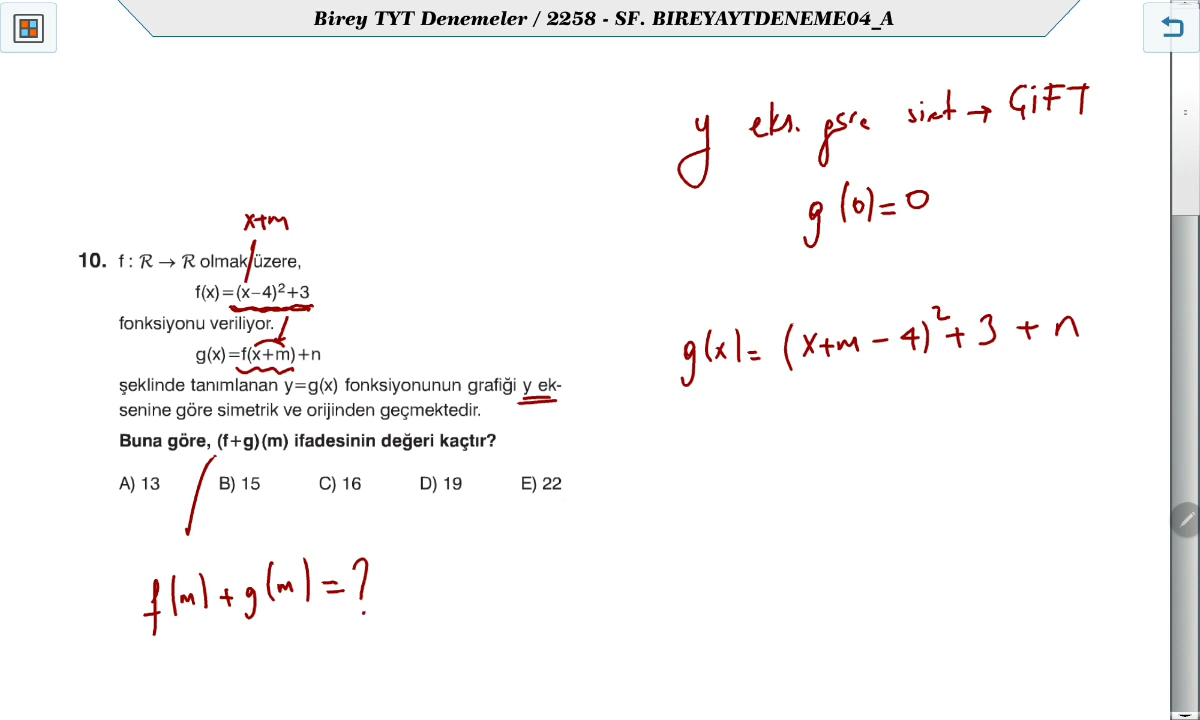 Birey TYT Denemeler / 2258 - SF. BIREYAYTDENEME04_A
y eks. göre simt → ÇİFT
g(0)=0
x+m
10. f : R → R olmak üzere,
f(x)=(x−4)²+3
fonksiyonu veriliyor.
g(x)=f(x+m)+n
şeklinde tanımlanan y=g(x) fonksiyonunun grafiği y ek-
senine göre simetrik ve orijinden geçmektedir.
Buna göre, (f+g)(m) ifadesinin değeri kaçtır?
A) 13 B) 15 C) 16 D) 19 E) 22
g(x)= (x+m−4)²+3+n
f(m)+g(m)=?